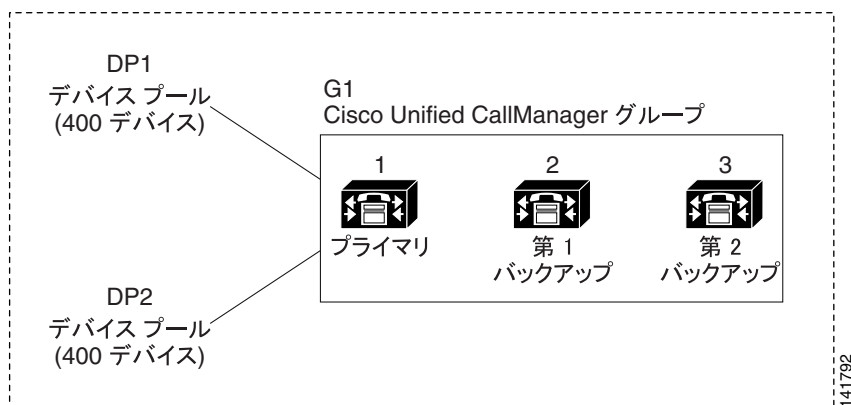 DP1
デバイス プール
(400 デバイス)
G1
Cisco Unified CallManager グループ
1
2
3
プライマリ
第 1
バックアップ
第 2
バックアップ
DP2
デバイス プール
(400 デバイス)
141792